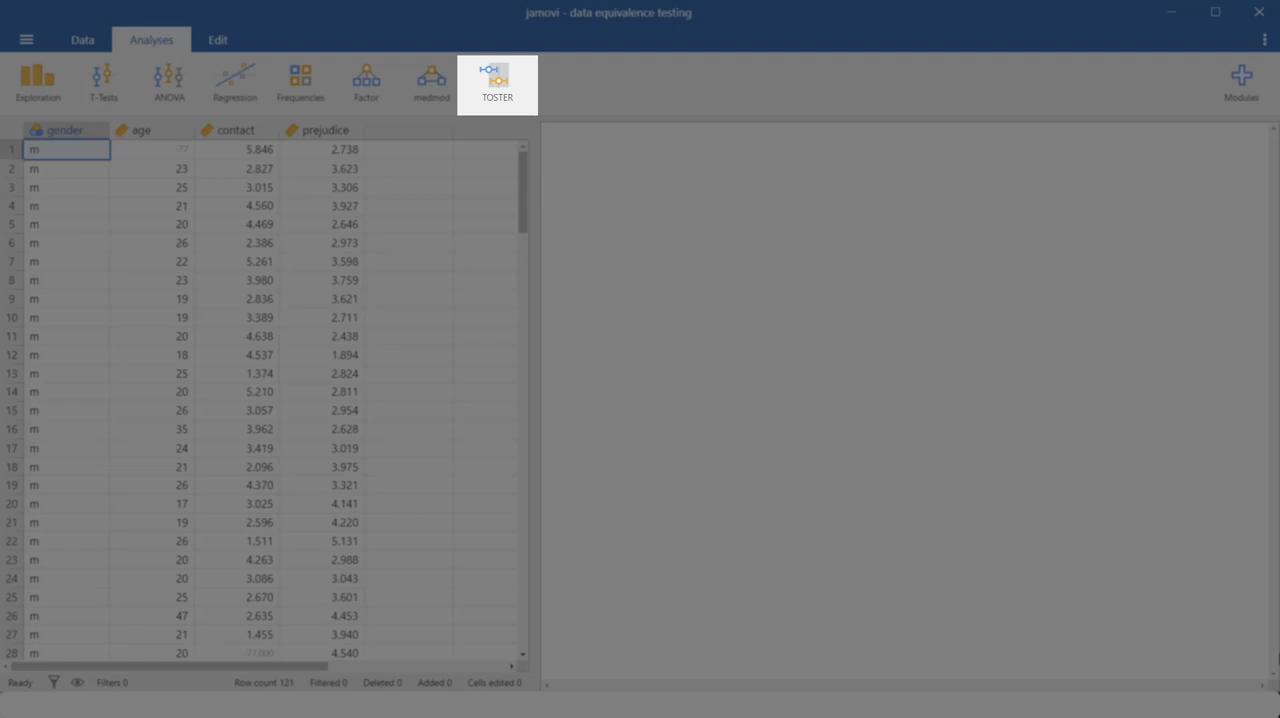 jamovi - data equivalence testing
Data Analyses Edit
Exploration T-Tests ANOVA Regression Frequencies Factor medmod TOSTER Modules
gender age contact prejudice
1 m -77 5.846 2.738
2 m 23 2.827 3.623
3 m 25 3.015 3.306
4 m 21 4.560 3.927
5 m 20 4.469 2.646
6 m 26 2.386 2.973
7 m 22 5.261 3.598
8 m 23 3.980 3.759
9 m 19 2.836 3.621
10 m 19 3.389 2.711
11 m 20 4.638 2.438
12 m 18 4.537 1.894
13 m 25 1.374 2.824
14 m 20 5.210 2.811
15 m 26 3.057 2.954
16 m 35 3.962 2.628
17 m 24 3.419 3.019
18 m 21 2.096 3.975
19 m 26 4.370 3.321
20 m 17 3.025 4.141
21 m 19 2.596 4.220
22 m 26 1.511 5.131
23 m 20 4.263 2.988
24 m 20 3.086 3.043
25 m 25 2.670 3.601
26 m 47 2.635 4.453
27 m 21 1.455 3.940
28 m 20 -77.000 4.540
Ready Filters 0 Row count 121 Filtered 0 Deleted 0 Added 0 Cells edited 0